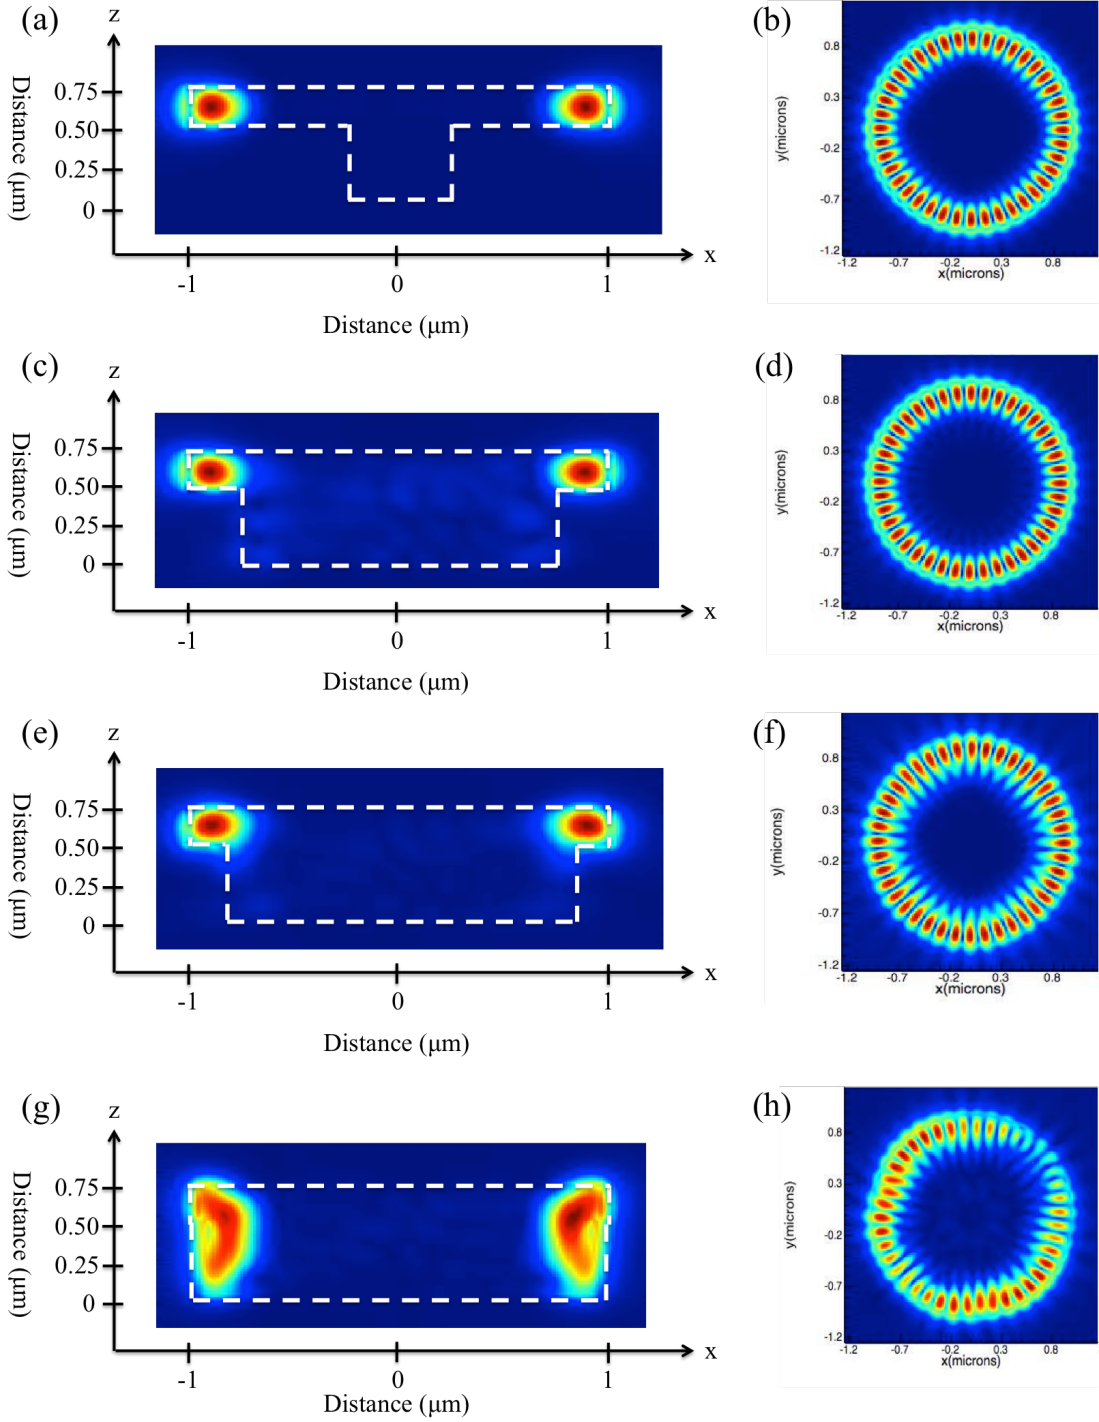 (a)
z
Distance (μm)
0.75
0.50
0.25
0
-1
0
1
x
Distance (μm)
(b)
y(microns)
0.8
0.3
-0.2
-0.7
-1.2
-1.2 -0.7 -0.2 0.3 0.8
x(microns)
(c)
z
Distance (μm)
0.75
0.50
0.25
0
-1
0
1
x
Distance (μm)
(d)
y(microns)
0.8
0.3
-0.2
-0.7
-1.2
-1.2 -0.7 -0.2 0.3 0.8
x(microns)
(e)
z
Distance (μm)
0.75
0.50
0.25
0
-1
0
1
x
Distance (μm)
(f)
y(microns)
0.8
0.3
-0.2
-0.7
-1.2
-1.2 -0.7 -0.2 0.3 0.8
x(microns)
(g)
z
Distance (μm)
0.75
0.50
0.25
0
-1
0
1
x
Distance (μm)
(h)
y(microns)
0.8
0.3
-0.2
-0.7
-1.2
-1.2 -0.7 -0.2 0.3 0.8
x(microns)